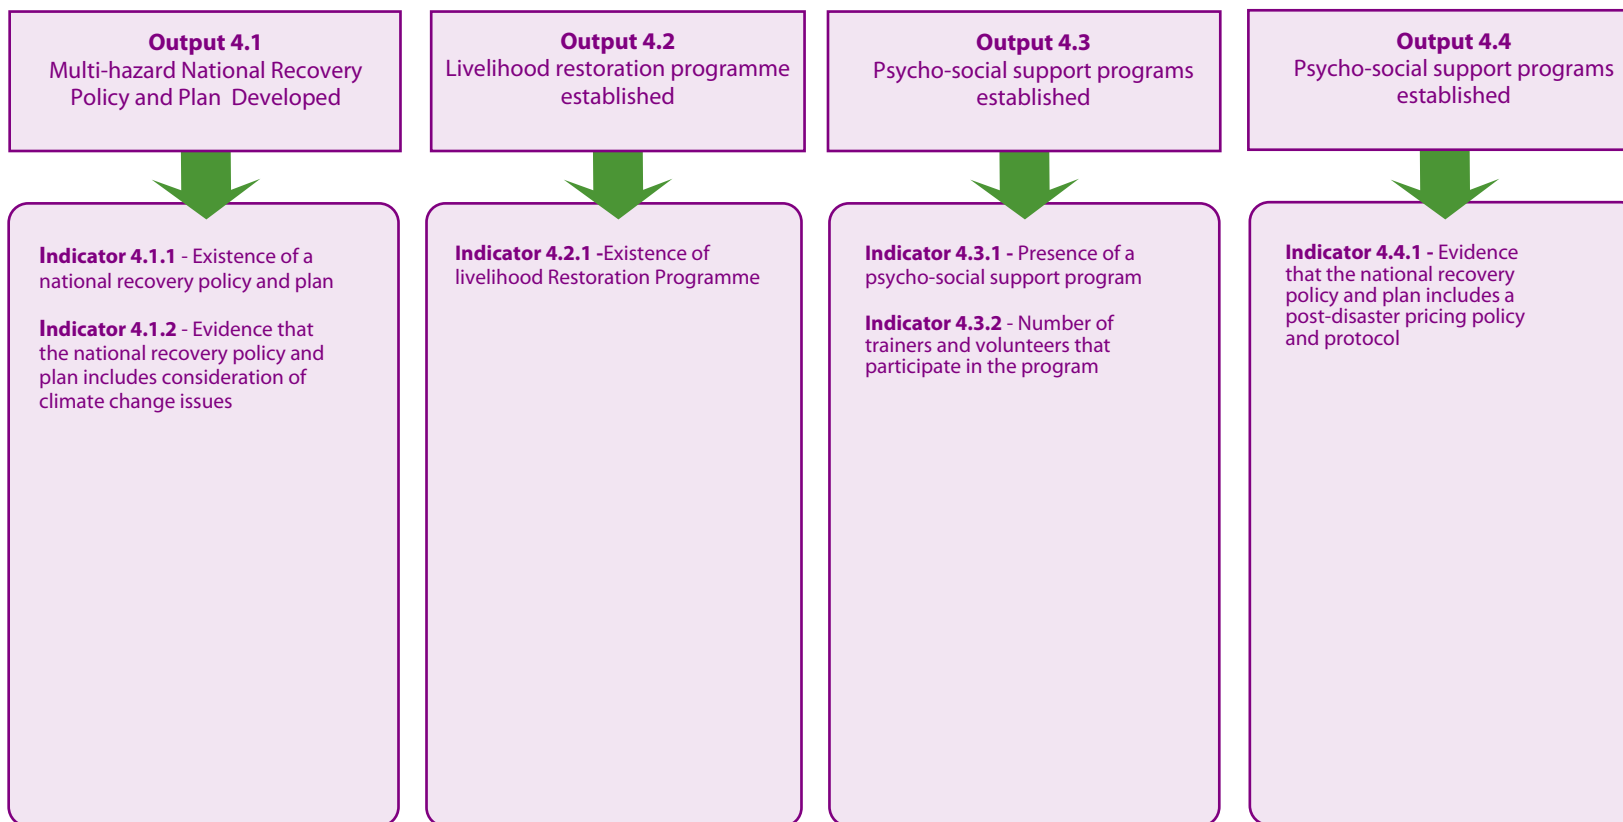 Output 4.1
Multi-hazard National Recovery
Policy and Plan Developed
Output 4.2
Livelihood restoration programme
established
Output 4.3
Psycho-social support programs
established
Output 4.4
Psycho-social support programs
established
Indicator 4.1.1 - Existence of a
national recovery policy and plan
Indicator 4.1.2 - Evidence that
the national recovery policy and
plan includes consideration of
climate change issues
Indicator 4.2.1 -Existence of
livelihood Restoration Programme
Indicator 4.3.1 - Presence of a
psycho-social support program
Indicator 4.3.2 - Number of
trainers and volunteers that
participate in the program
Indicator 4.4.1 - Evidence
that the national recovery
policy and plan includes a
post-disaster pricing policy
and protocol